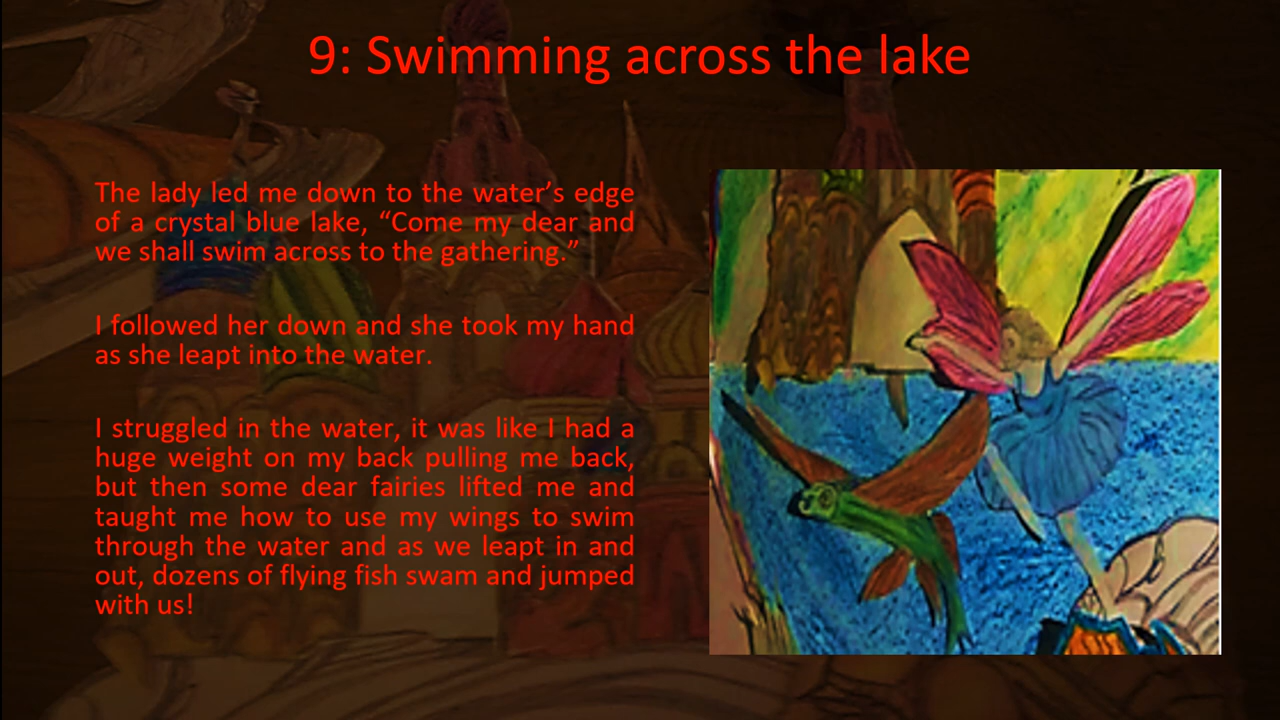 9: Swimming across the lake
The lady led me down to the water’s edge
of a crystal blue lake, “Come my dear and
we shall swim across to the gathering.”
I followed her down and she took my hand
as she leapt into the water.
I struggled in the water, it was like I had a
huge weight on my back pulling me back,
but then some dear fairies lifted me and
taught me how to use my wings to swim
through the water and as we leapt in and
out, dozens of flying fish swam and jumped
with us!